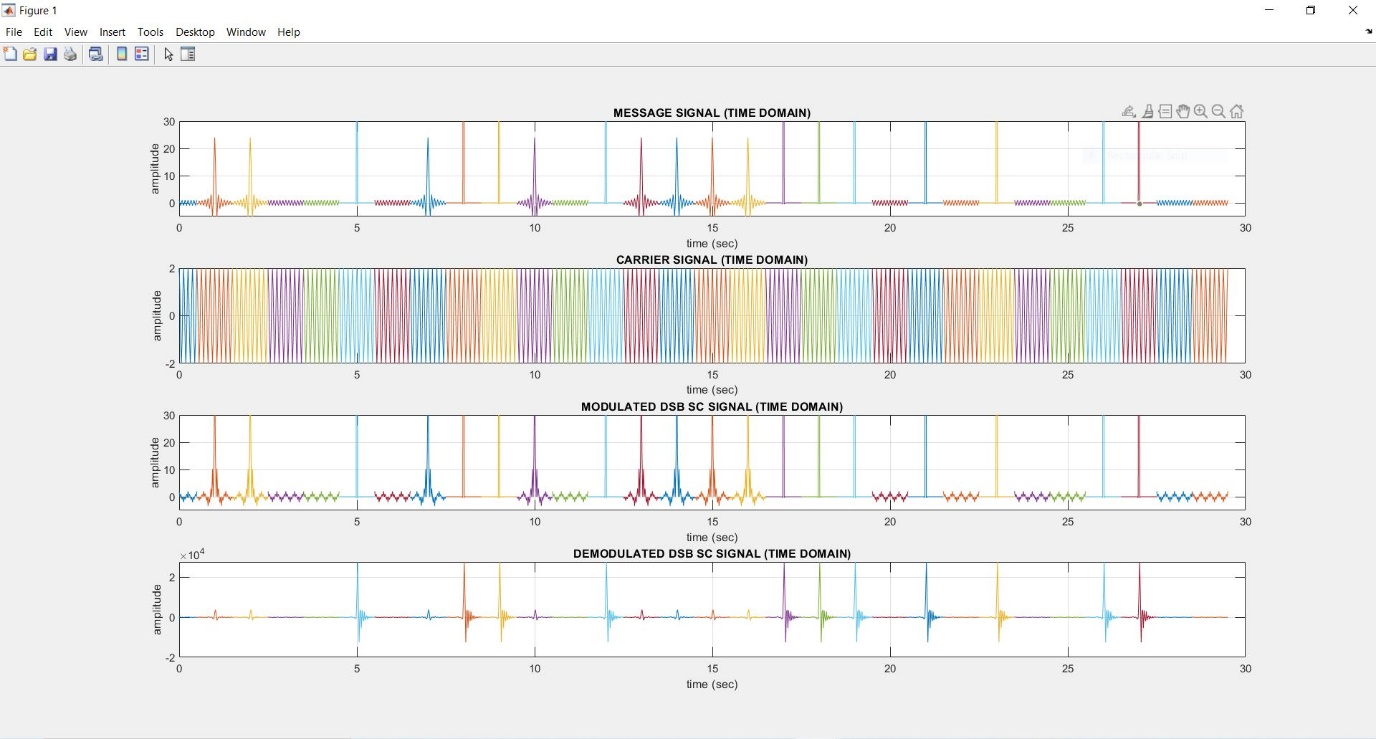 Figure 1
File Edit View Insert Tools Desktop Window Help
MESSAGE SIGNAL (TIME DOMAIN)
30
20
10
0
amplitude
0 5 10 15 20 25 30
time (sec)
CARRIER SIGNAL (TIME DOMAIN)
2
0
-2
amplitude
0 5 10 15 20 25 30
time (sec)
MODULATED DSB SC SIGNAL (TIME DOMAIN)
30
20
10
0
amplitude
0 5 10 15 20 25 30
time (sec)
DEMODULATED DSB SC SIGNAL (TIME DOMAIN)
×10⁴
2
0
-2
amplitude
0 5 10 15 20 25 30
time (sec)